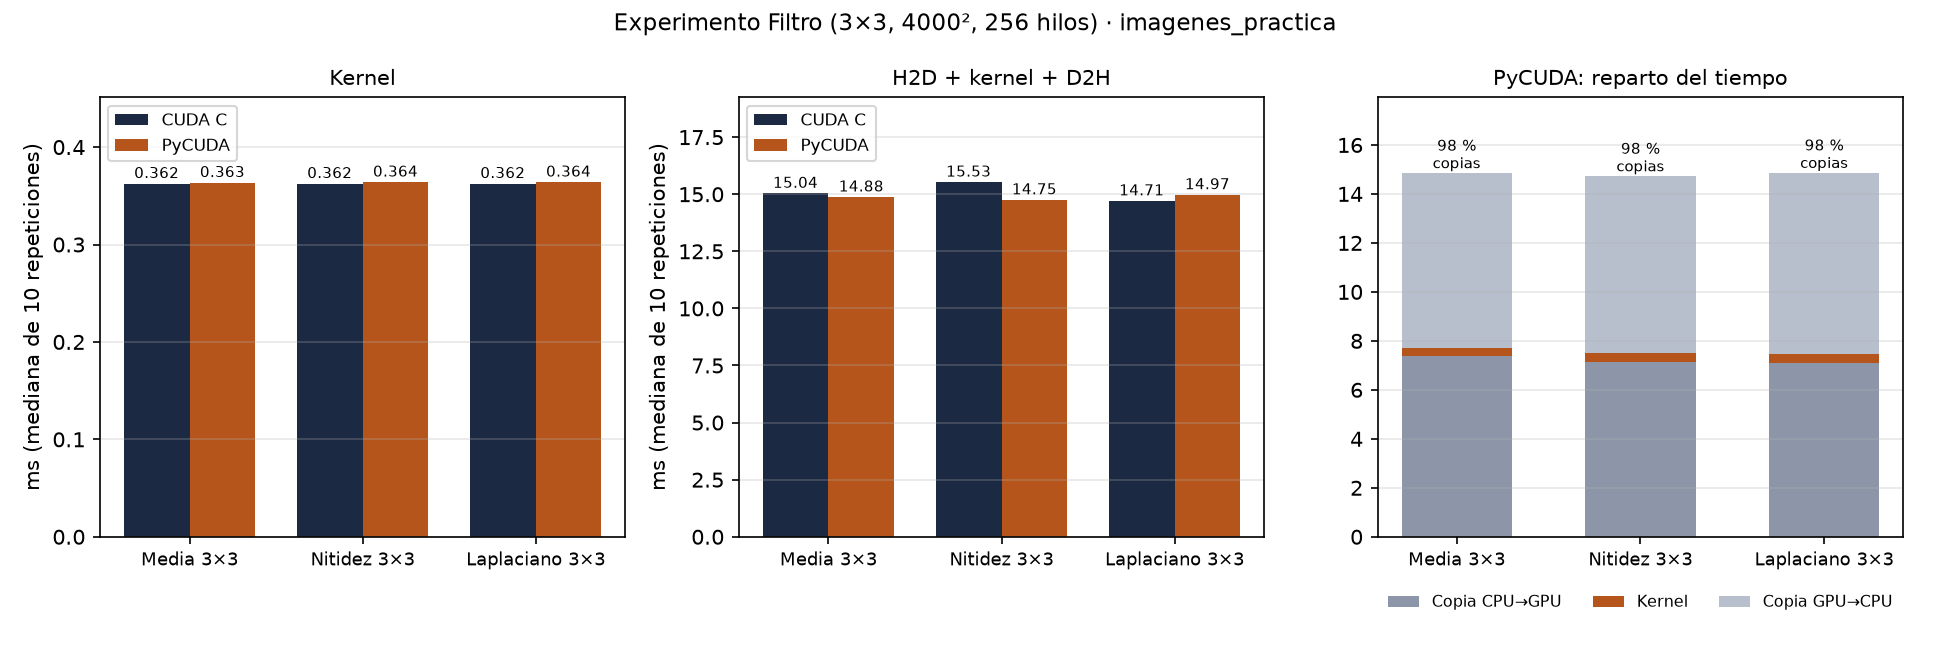 Experimento Filtro (3×3, 4000², 256 hilos) · imagenes_practica
Kernel
ms (mediana de 10 repeticiones)
0.4
0.3
0.2
0.1
0.0
CUDA C
PyCUDA
0.362
0.363
0.362
0.364
0.362
0.364
Media 3×3
Nitidez 3×3
Laplaciano 3×3
H2D + kernel + D2H
ms (mediana de 10 repeticiones)
17.5
15.0
12.5
10.0
7.5
5.0
2.5
0.0
CUDA C
PyCUDA
15.04
14.88
15.53
14.75
14.71
14.97
Media 3×3
Nitidez 3×3
Laplaciano 3×3
PyCUDA: reparto del tiempo
16
14
12
10
8
6
4
2
0
98 %
copias
98 %
copias
98 %
copias
Media 3×3
Nitidez 3×3
Laplaciano 3×3
Copia CPU→GPU
Kernel
Copia GPU→CPU